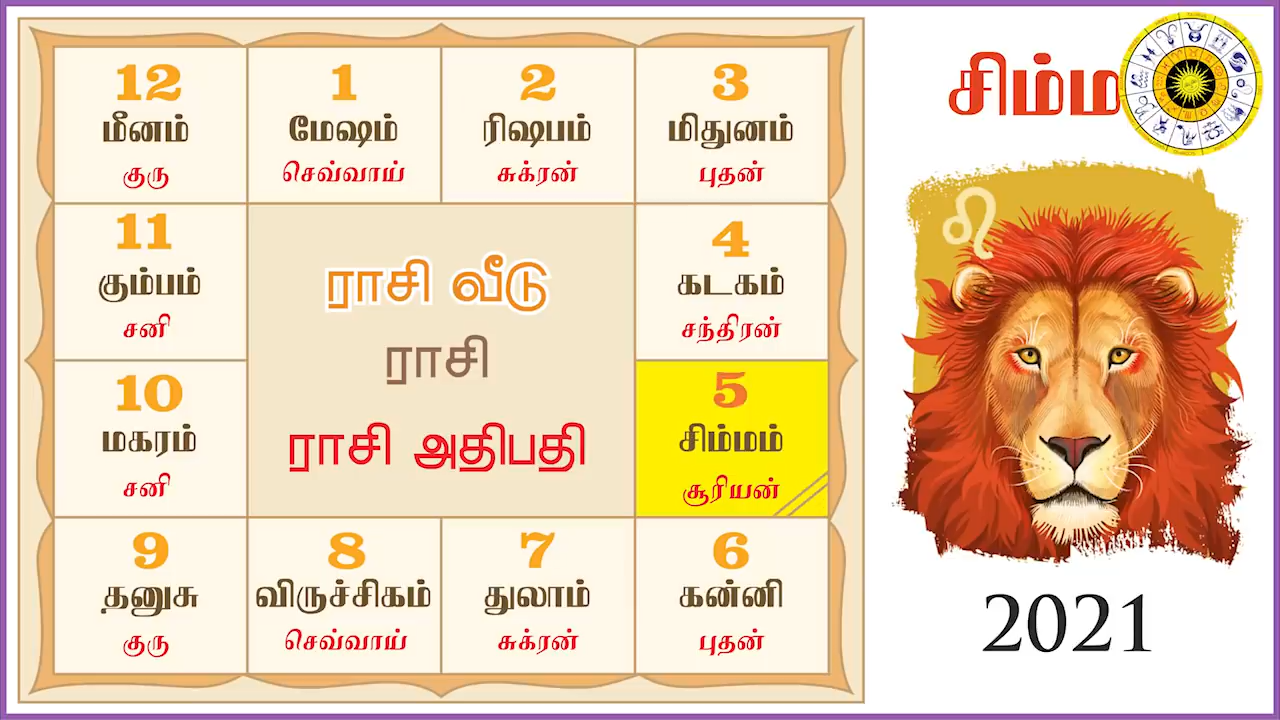 12
மீனம்
குரு
1
மேஷம்
செவ்வாய்
2
ரிஷபம்
சுக்ரன்
3
மிதுனம்
புதன்
11
கும்பம்
சனி
ராசி வீடு
ராசி
ராசி அதிபதி
4
கடகம்
சந்திரன்
10
மகரம்
சனி
5
சிம்மம்
சூரியன்
9
தனுசு
குரு
8
விருச்சிகம்
செவ்வாய்
7
துலாம்
சுக்ரன்
6
கன்னி
புதன்
சிம்ம
2021